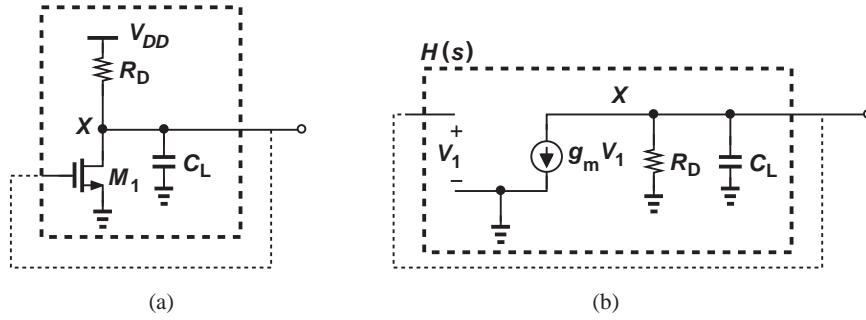 V_DD
R_D
X
C_L
M_1
(a)
H(s)
X
+
V_1
−
g_m V_1
R_D
C_L
(b)